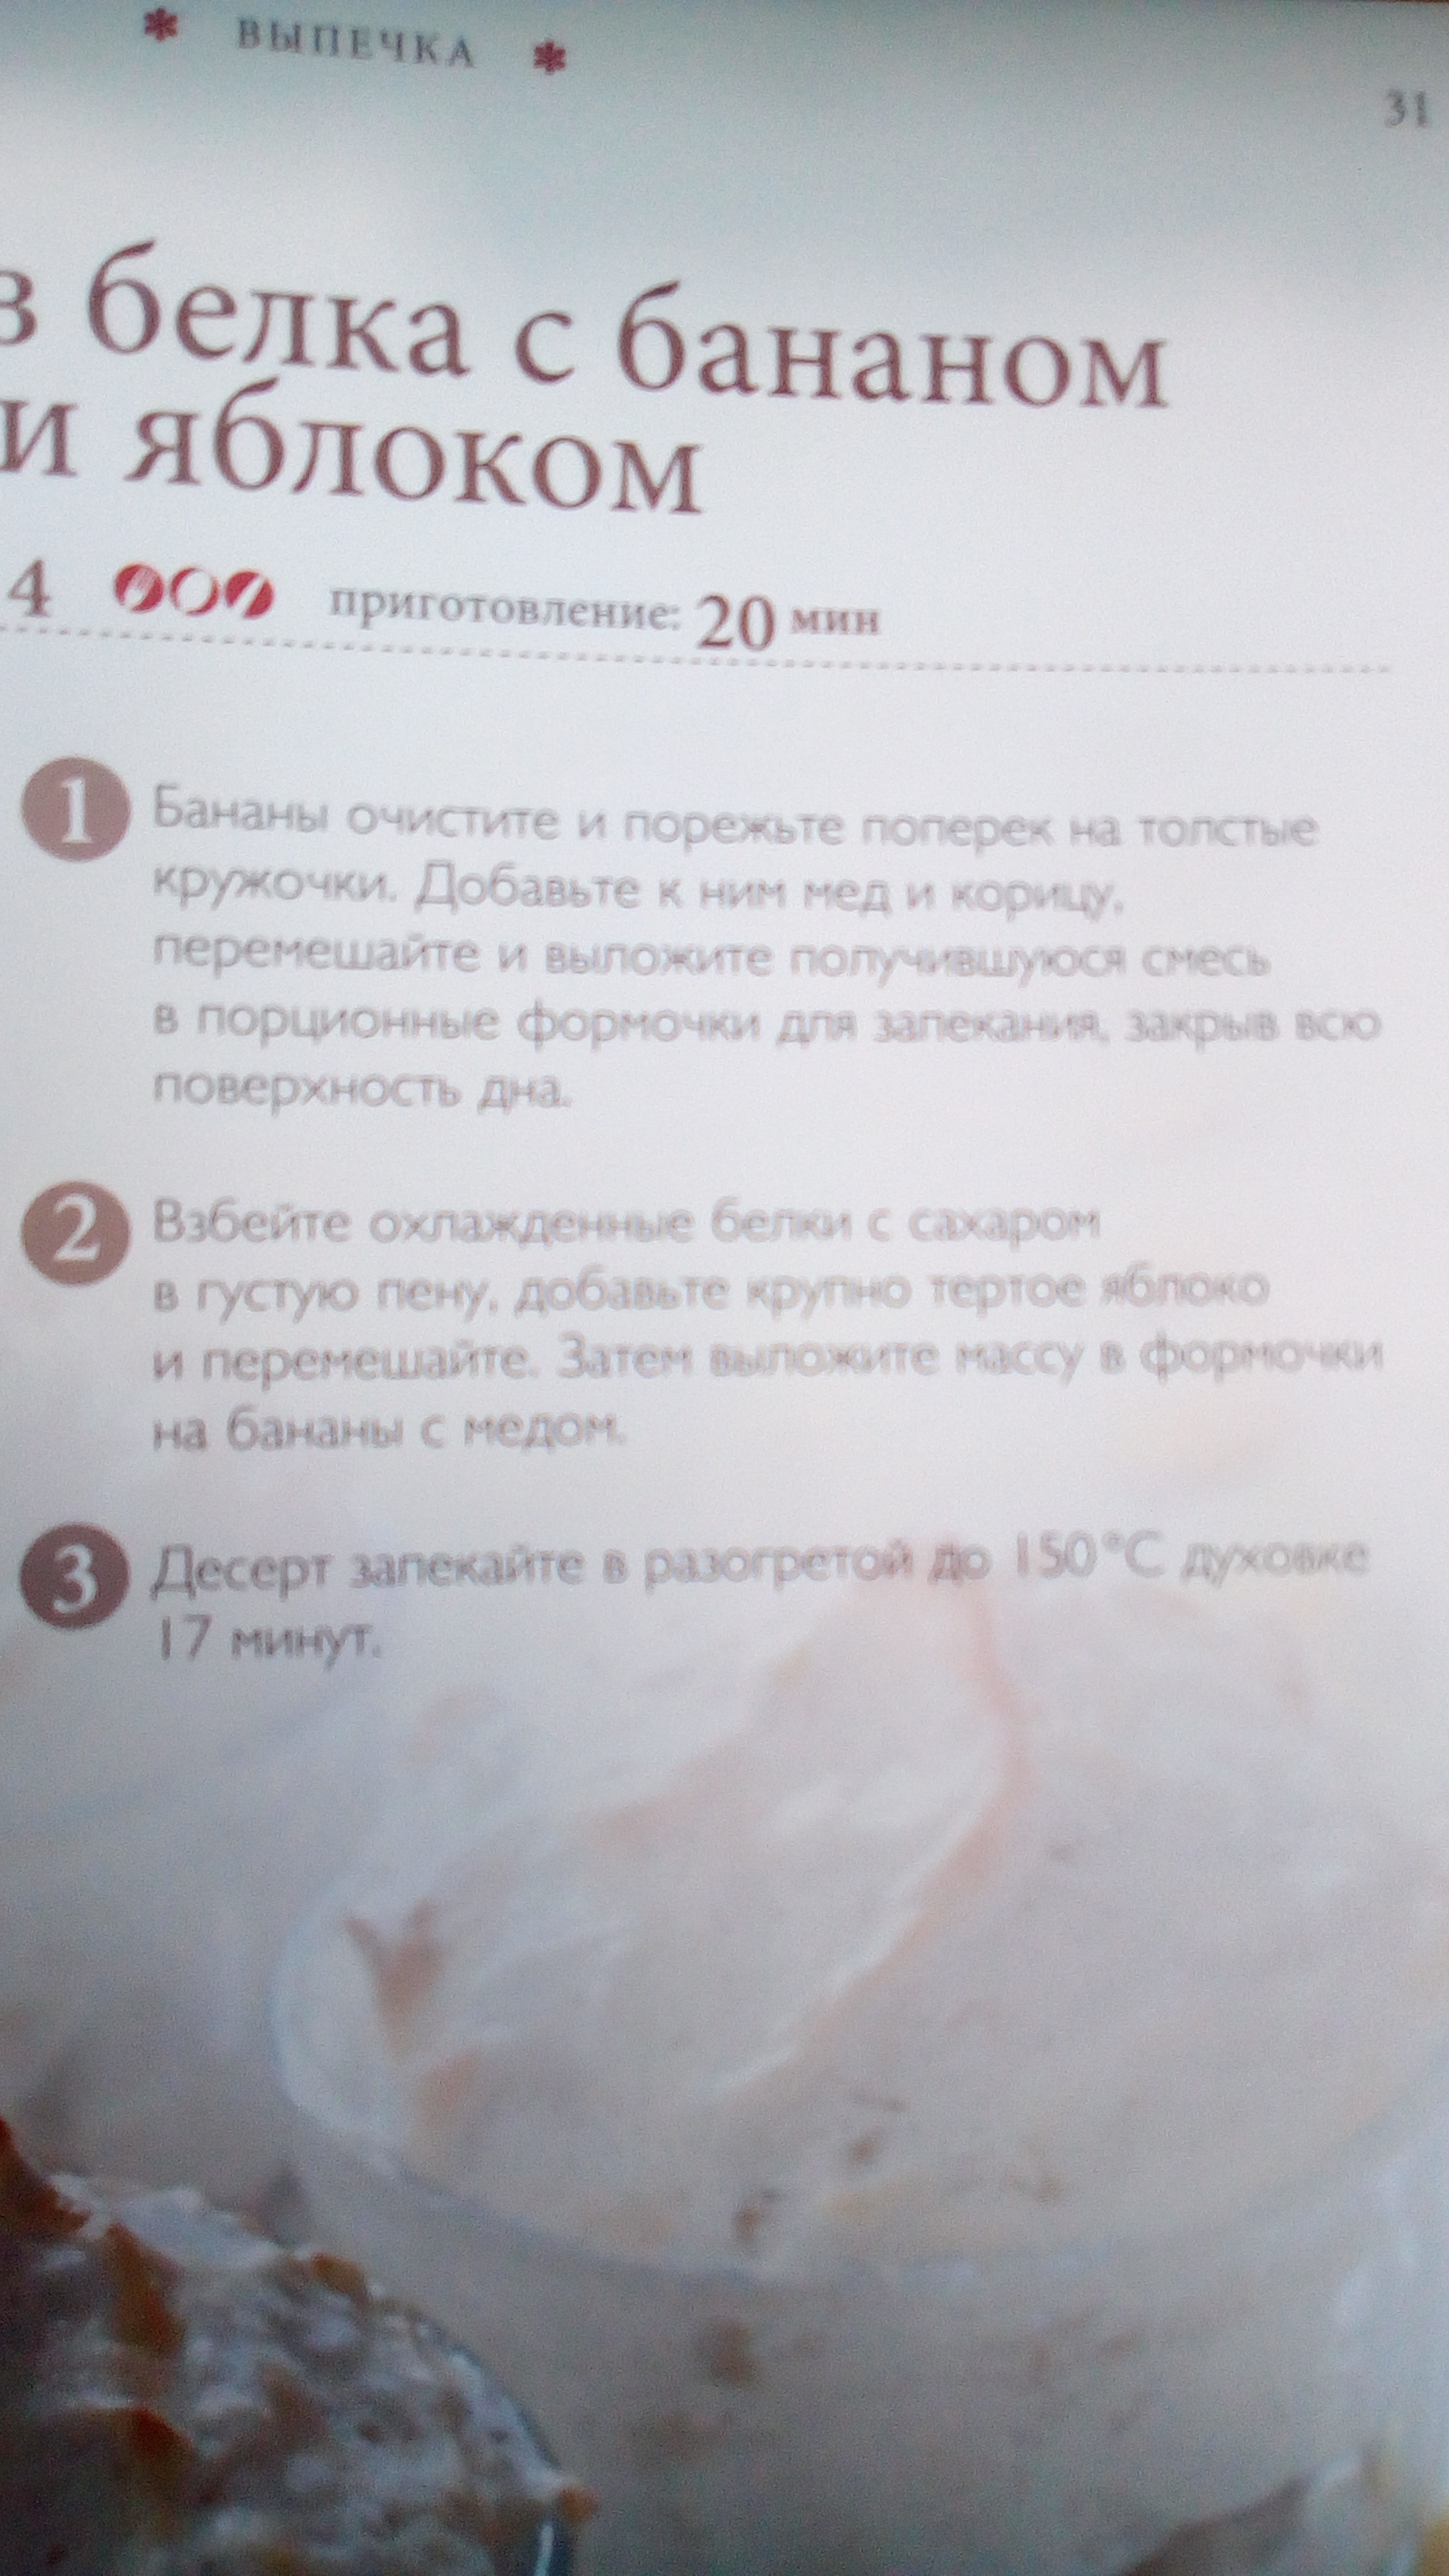 * ВЫПЕЧКА *
31
з белка с бананом
и яблоком
4 приготовление: 20 мин
1 Бананы очистите и порежьте поперек на толстые
кружочки. Добавьте к ним мед и корицу,
перемешайте и выложите получившуюся смесь
в порционные формочки для запекания, закрыв всю
поверхность дна.
2 Взбейте охлажденные белки с сахаром
в густую пену, добавьте крупно тертое яблоко
и перемешайте. Затем выложите массу в формочки
на бананы с медом.
3 Десерт запекайте в разогретой до 150°C духовке
17 минут.